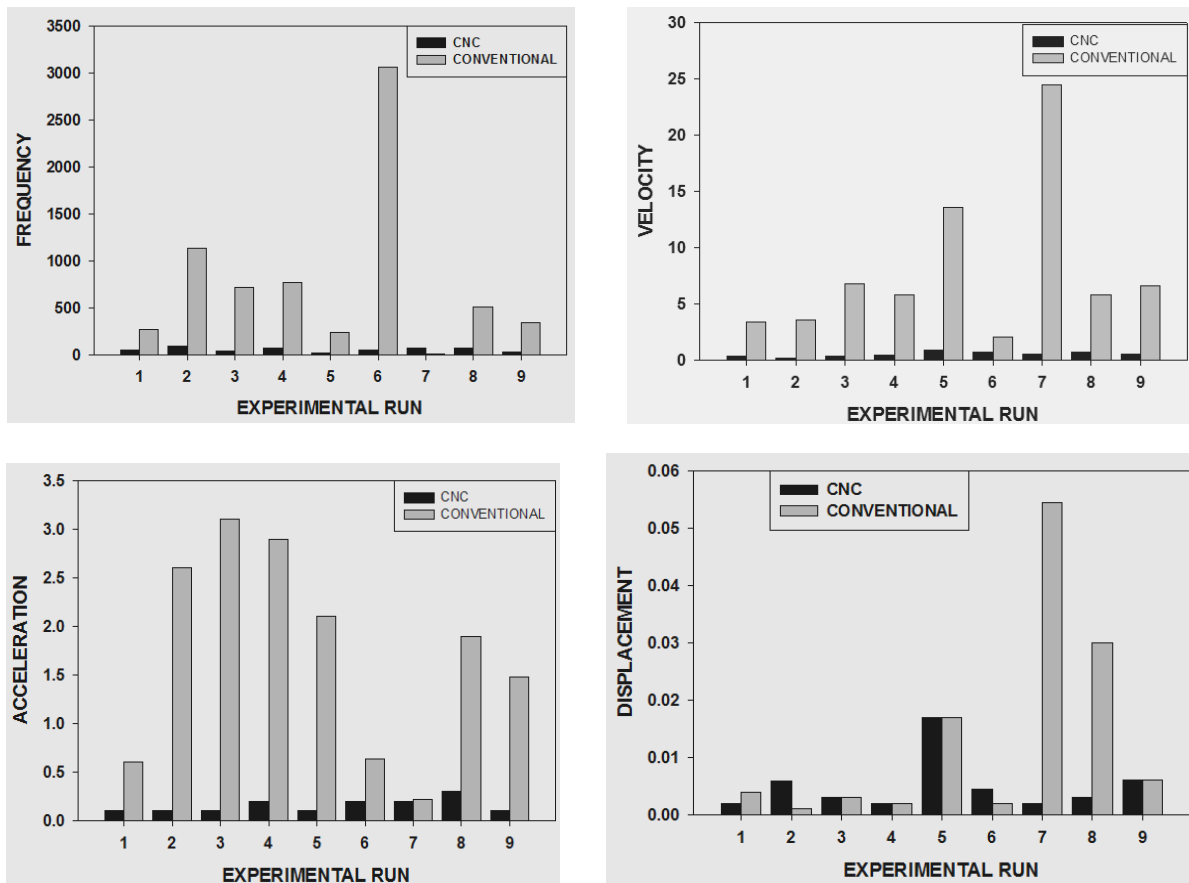 3500
3000
2500
2000
1500
1000
500
0
FREQUENCY
CNC
CONVENTIONAL
1 2 3 4 5 6 7 8 9
EXPERIMENTAL RUN
30
25
20
15
10
5
0
VELOCITY
CNC
CONVENTIONAL
1 2 3 4 5 6 7 8 9
EXPERIMENTAL RUN
3.5
3.0
2.5
2.0
1.5
1.0
0.5
0.0
ACCELERATION
CNC
CONVENTIONAL
1 2 3 4 5 6 7 8 9
EXPERIMENTAL RUN
0.06
0.05
0.04
0.03
0.02
0.01
0.00
DISPLACEMENT
CNC
CONVENTIONAL
1 2 3 4 5 6 7 8 9
EXPERIMENTAL RUN